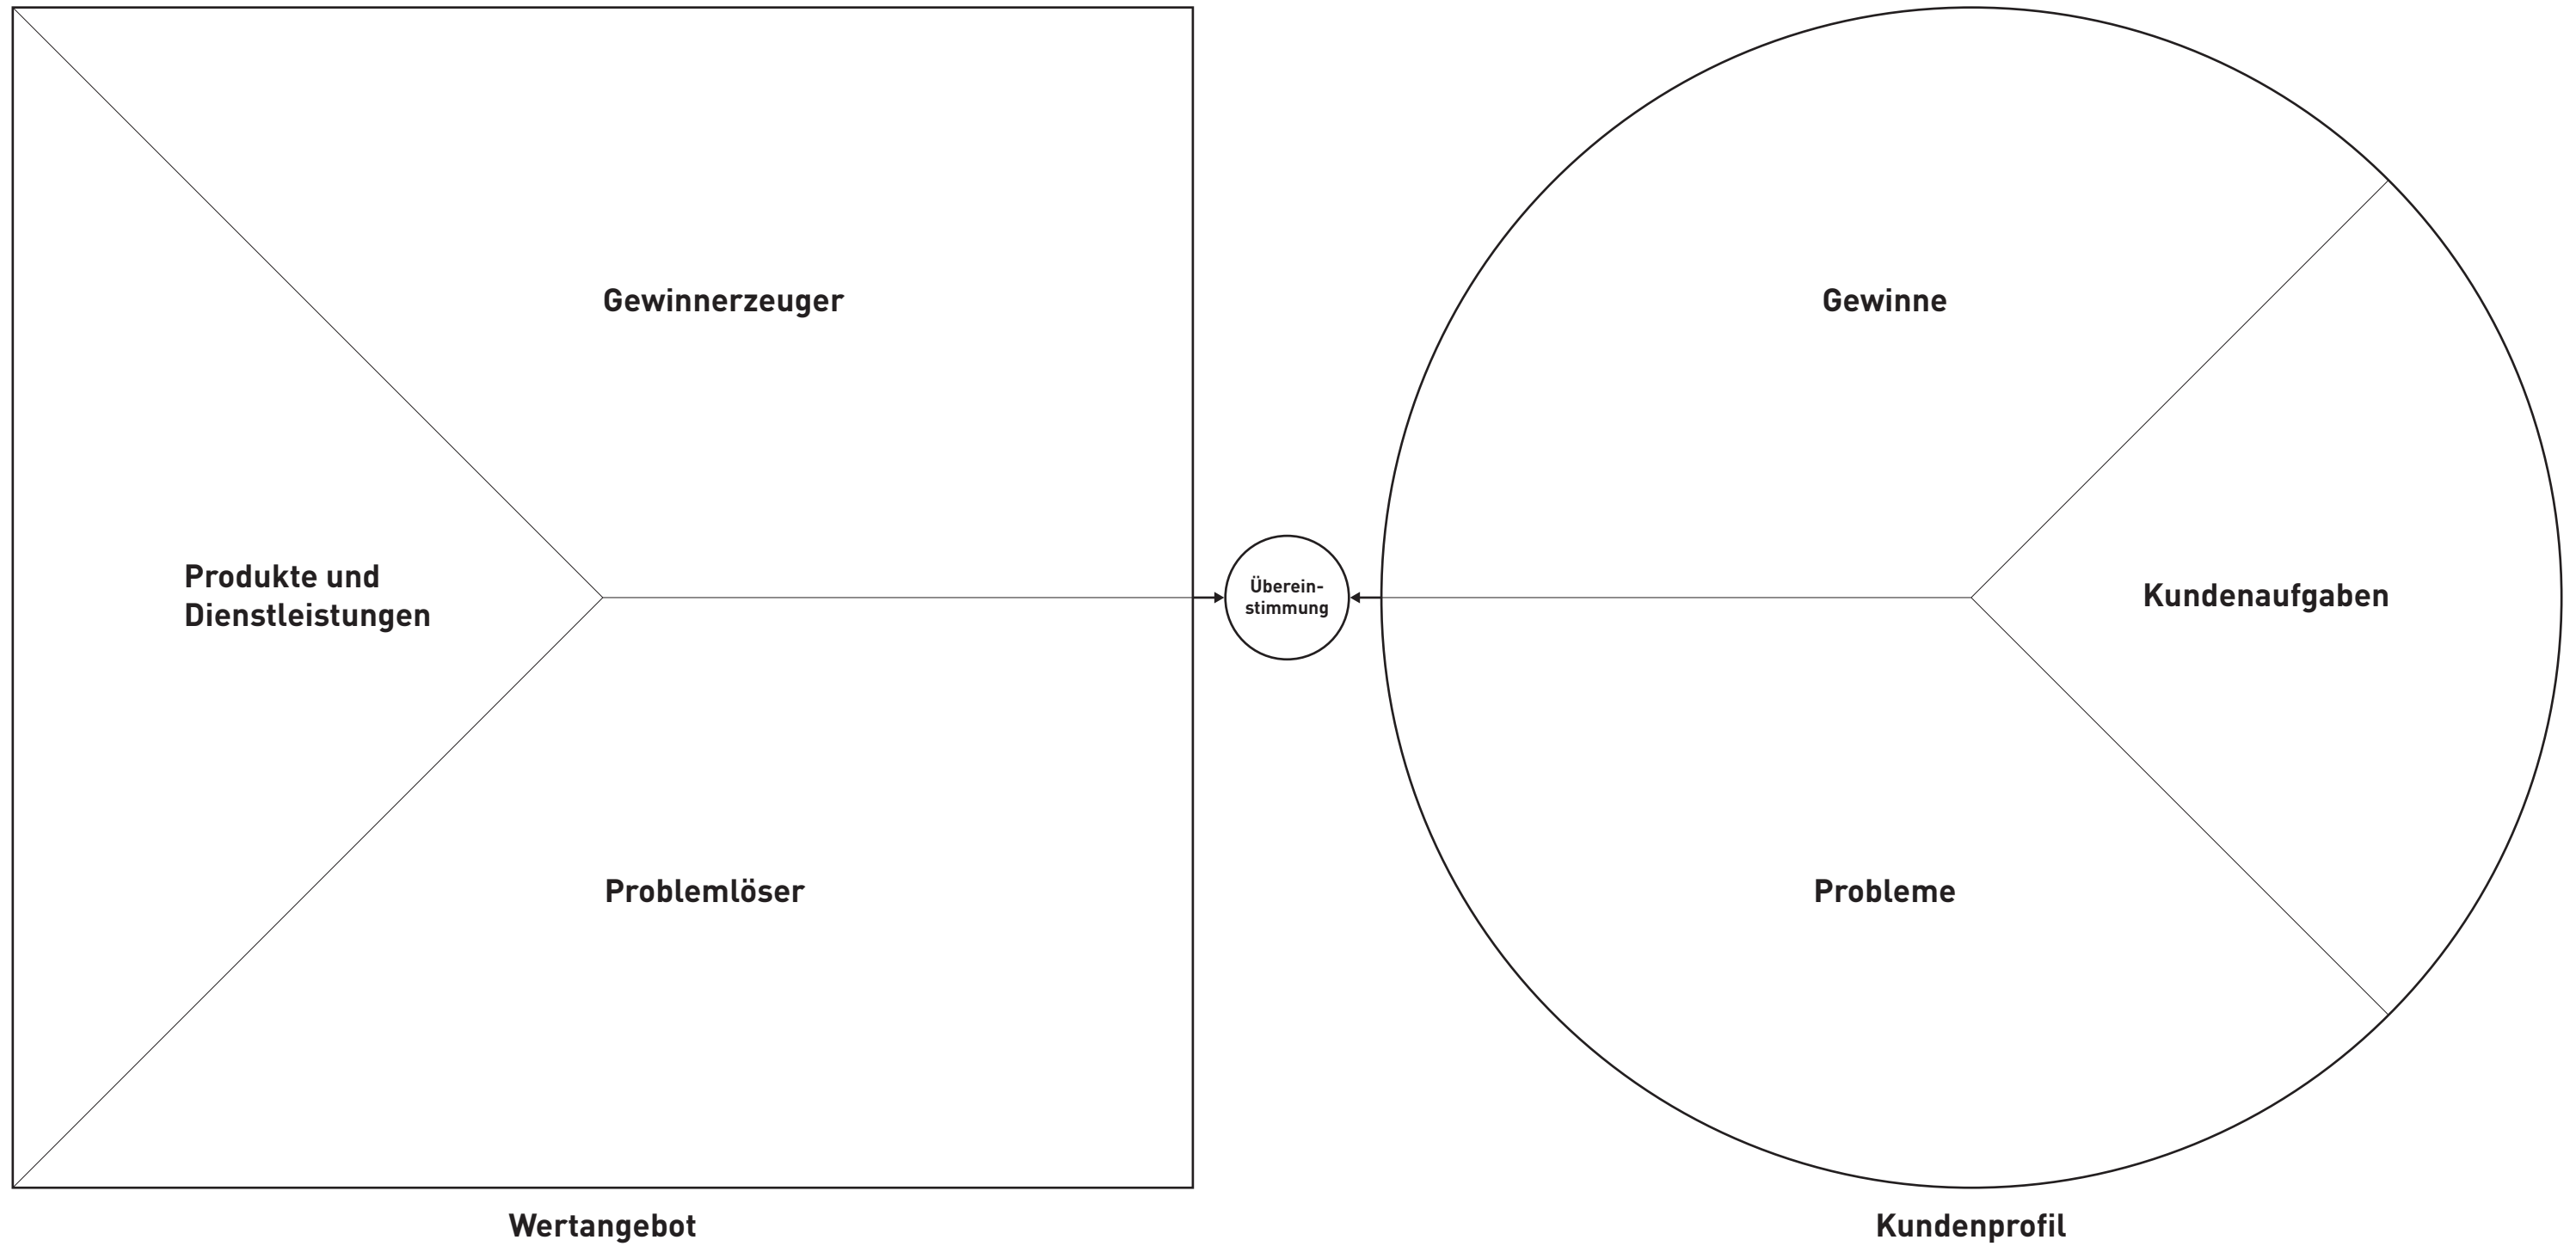 Gewinnerzeuger
Gewinne
Produkte und
Dienstleistungen
Überein-
stimmung
Kundenaufgaben
Problemlöser
Probleme
Wertangebot
Kundenprofil